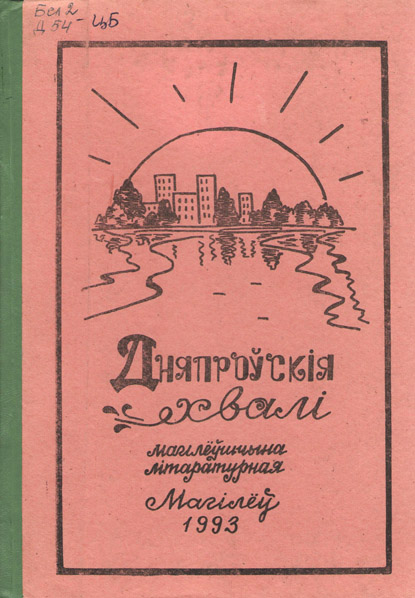 Бел 2
Д 54 - ЦБ
Дняпроўскія
хвалі
магілёўшчына
літаратурная
Магілёў
1993